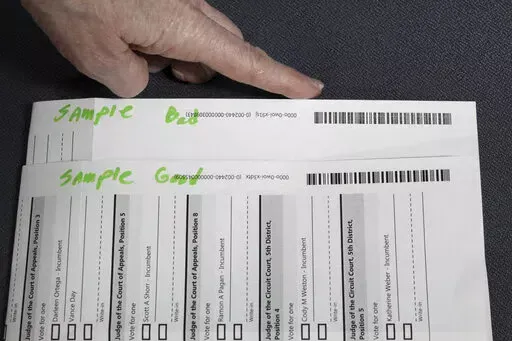 SAMPLE Bad
SAMPLE Good
Judge of the Court of Appeals, Position 3
Vote for one
Darleen Ortega - Incumbent
Vance Day
Write-in
Judge of the Court of Appeals, Position 5
Vote for one
Scott A Shorr - Incumbent
Write-in
Judge of the Court of Appeals, Position 8
Vote for one
Ramon A Pagan - Incumbent
Write-in
Judge of the Circuit Court, 5th District,
Position 4
Vote for one
Cody M Weston - Incumbent
Write-in
Judge of the Circuit Court, 5th District,
Position 5
Vote for one
Katherine Weber - Incumbent
Write-in